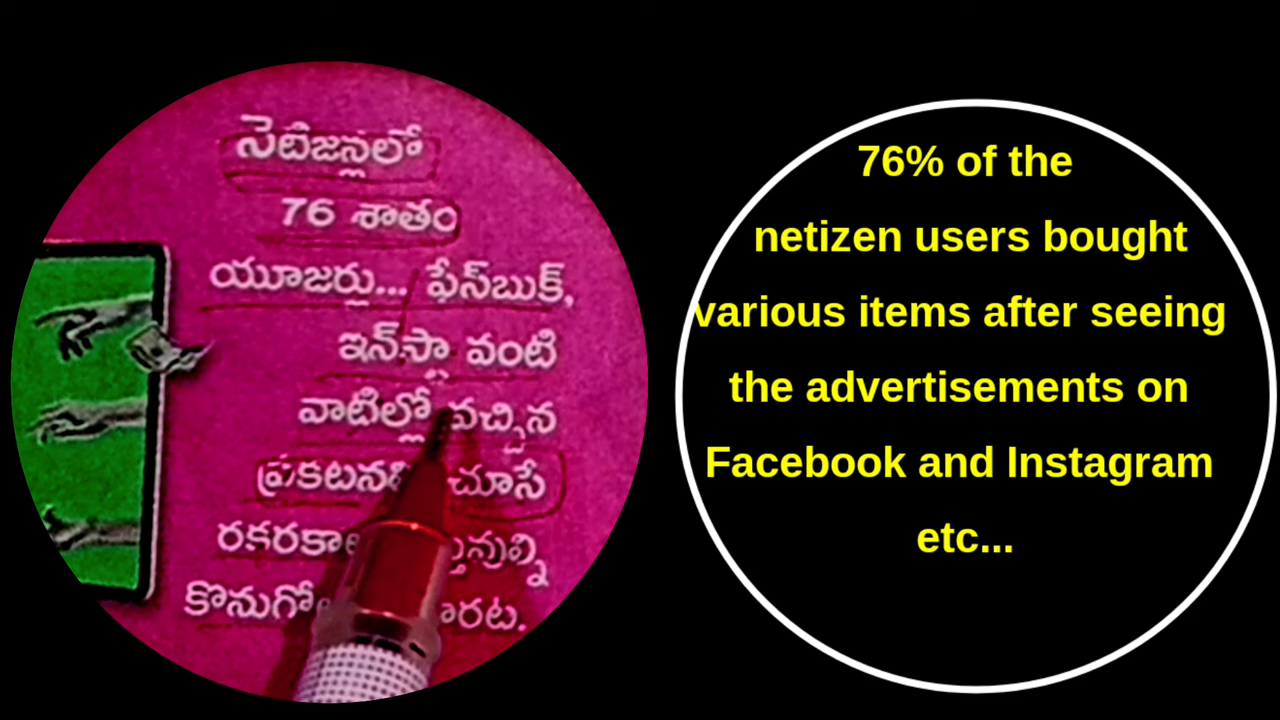 నెటిజన్లలో
76 శాతం
యూజర్లు... ఫేస్‌బుక్,
ఇన్‌స్టా వంటి
వాటిల్లో వచ్చిన
చూసే
76% of the
netizen users bought
various items after seeing
the advertisements on
Facebook and Instagram
etc...